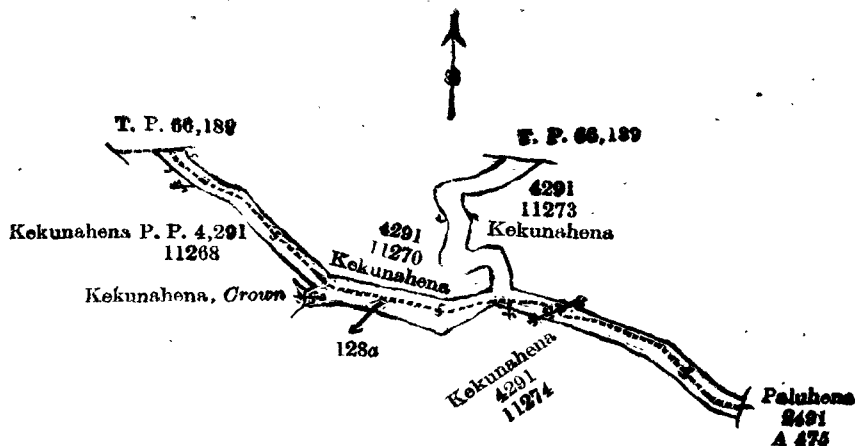 T. P. 66,189
T. P. 66,189
4291
11273
Kekunahena
Kekunahena P. P. 4,291
11268
4291
11270
Kekunahena
Kekunahena, Crown
128a
Kekunahena
4291
11274
Paluhena
2491
A 475